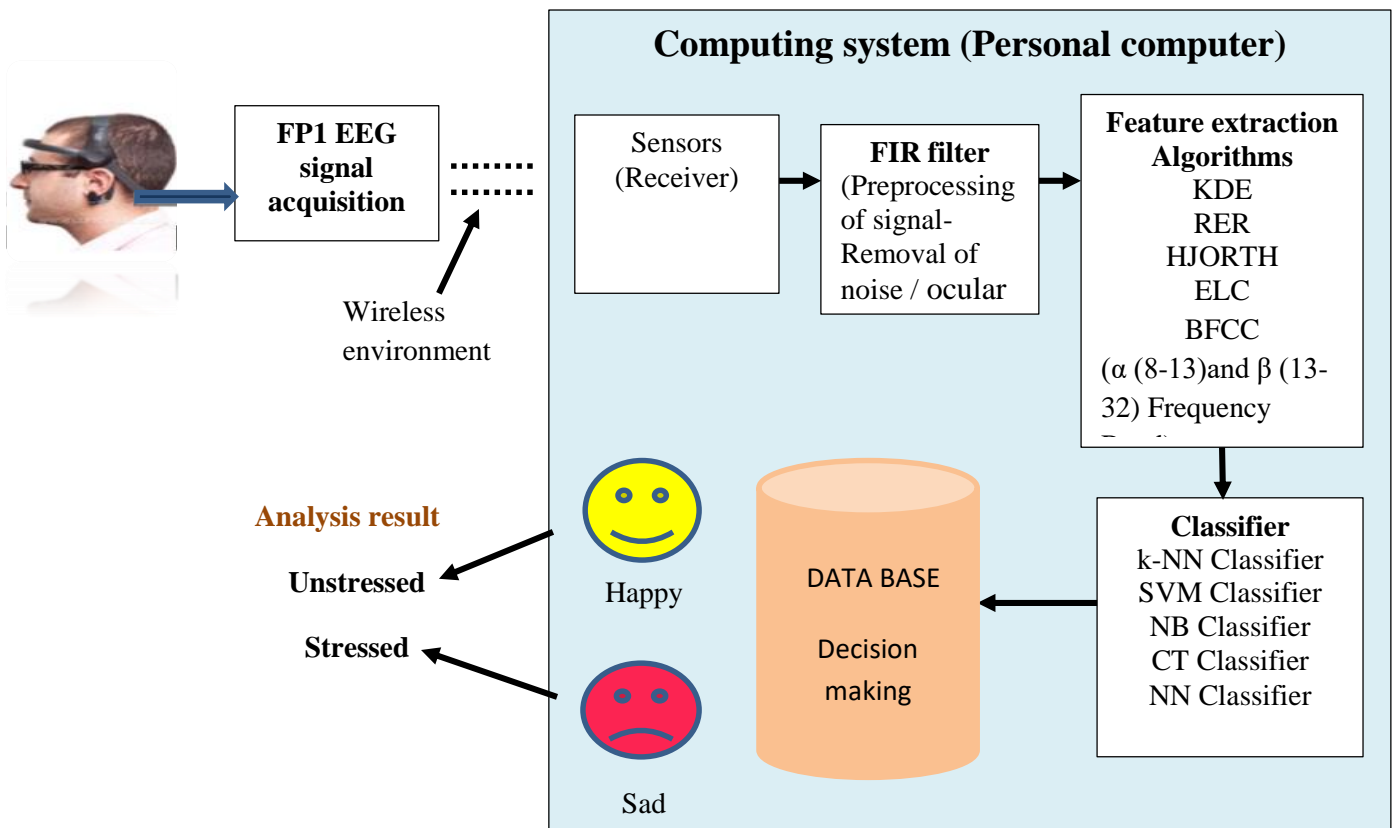 Computing system (Personal computer)
FP1 EEG
signal
acquisition
Wireless
environment
Sensors
(Receiver)
FIR filter
(Preprocessing
of signal-
Removal of
noise / ocular
Feature extraction
Algorithms
KDE
RER
HJORTH
ELC
BFCC
(α (8-13)and β (13-
32) Frequency
Classifier
k-NN Classifier
SVM Classifier
NB Classifier
CT Classifier
NN Classifier
DATA BASE
Decision
making
Happy
Sad
Analysis result
Unstressed
Stressed